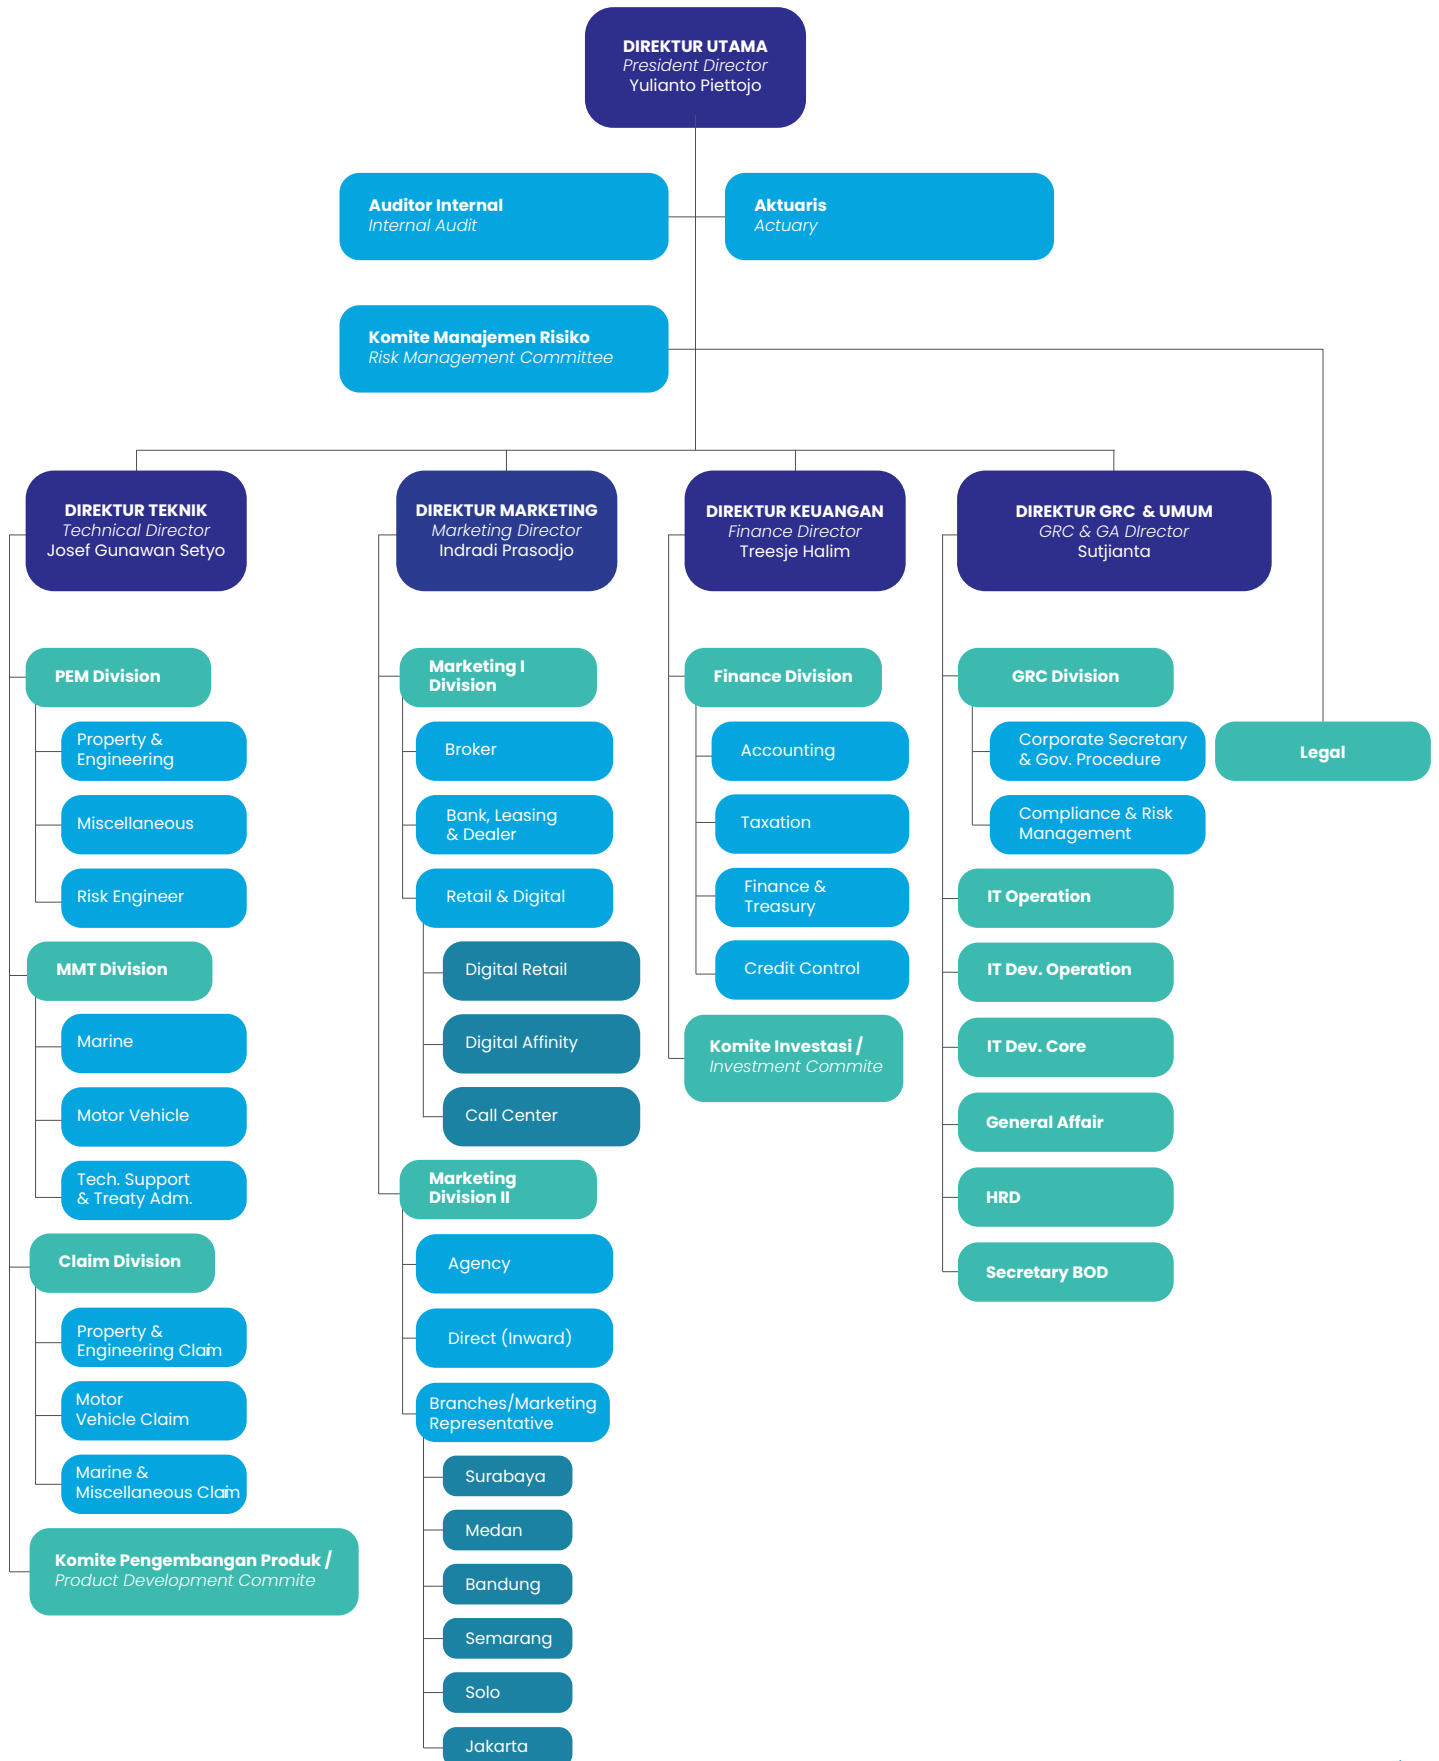 DIREKTUR UTAMA
President Director
Yulianto Piettojo
Auditor Internal
Internal Audit
Aktuaris
Actuary
Komite Manajemen Risiko
Risk Management Committee
DIREKTUR TEKNIK
Technical Director
Josef Gunawan Setyo
PEM Division
Property &
Engineering
Miscellaneous
Risk Engineer
MMT Division
Marine
Motor Vehicle
Tech. Support
& Treaty Adm.
Claim Division
Property &
Engineering Claim
Motor
Vehicle Claim
Marine &
Miscellaneous Claim
Komite Pengembangan Produk /
Product Development Commite
DIREKTUR MARKETING
Marketing Director
Indradi Prasodjo
Marketing I
Division
Broker
Bank, Leasing
& Dealer
Retail & Digital
Digital Retail
Digital Affinity
Call Center
Marketing
Division II
Agency
Direct (Inward)
Branches/Marketing
Representative
Surabaya
Medan
Bandung
Semarang
Solo
Jakarta
DIREKTUR KEUANGAN
Finance Director
Treesje Halim
Finance Division
Accounting
Taxation
Finance &
Treasury
Credit Control
Komite Investasi /
Investment Commite
DIREKTUR GRC & UMUM
GRC & GA DIrector
Sutjianta
GRC Division
Corporate Secretary
& Gov. Procedure
Compliance & Risk
Management
IT Operation
IT Dev. Operation
IT Dev. Core
General Affair
HRD
Secretary BOD
Legal